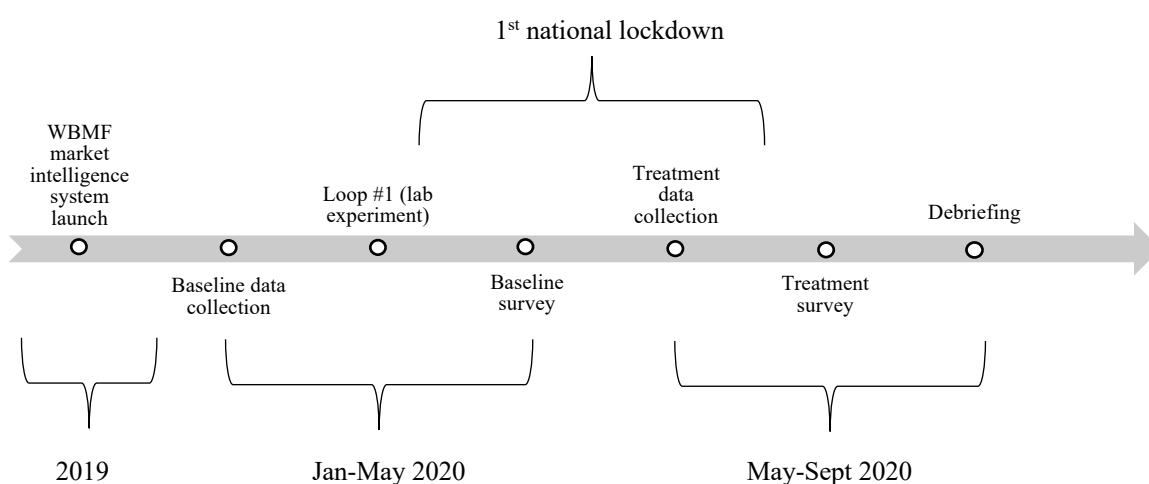 1st national lockdown
WBMF
market
intelligence
system
launch
Loop #1 (lab
experiment)
Treatment
data
collection
Debriefing
Baseline data
collection
Baseline
survey
Treatment
survey
2019
Jan-May 2020
May-Sept 2020